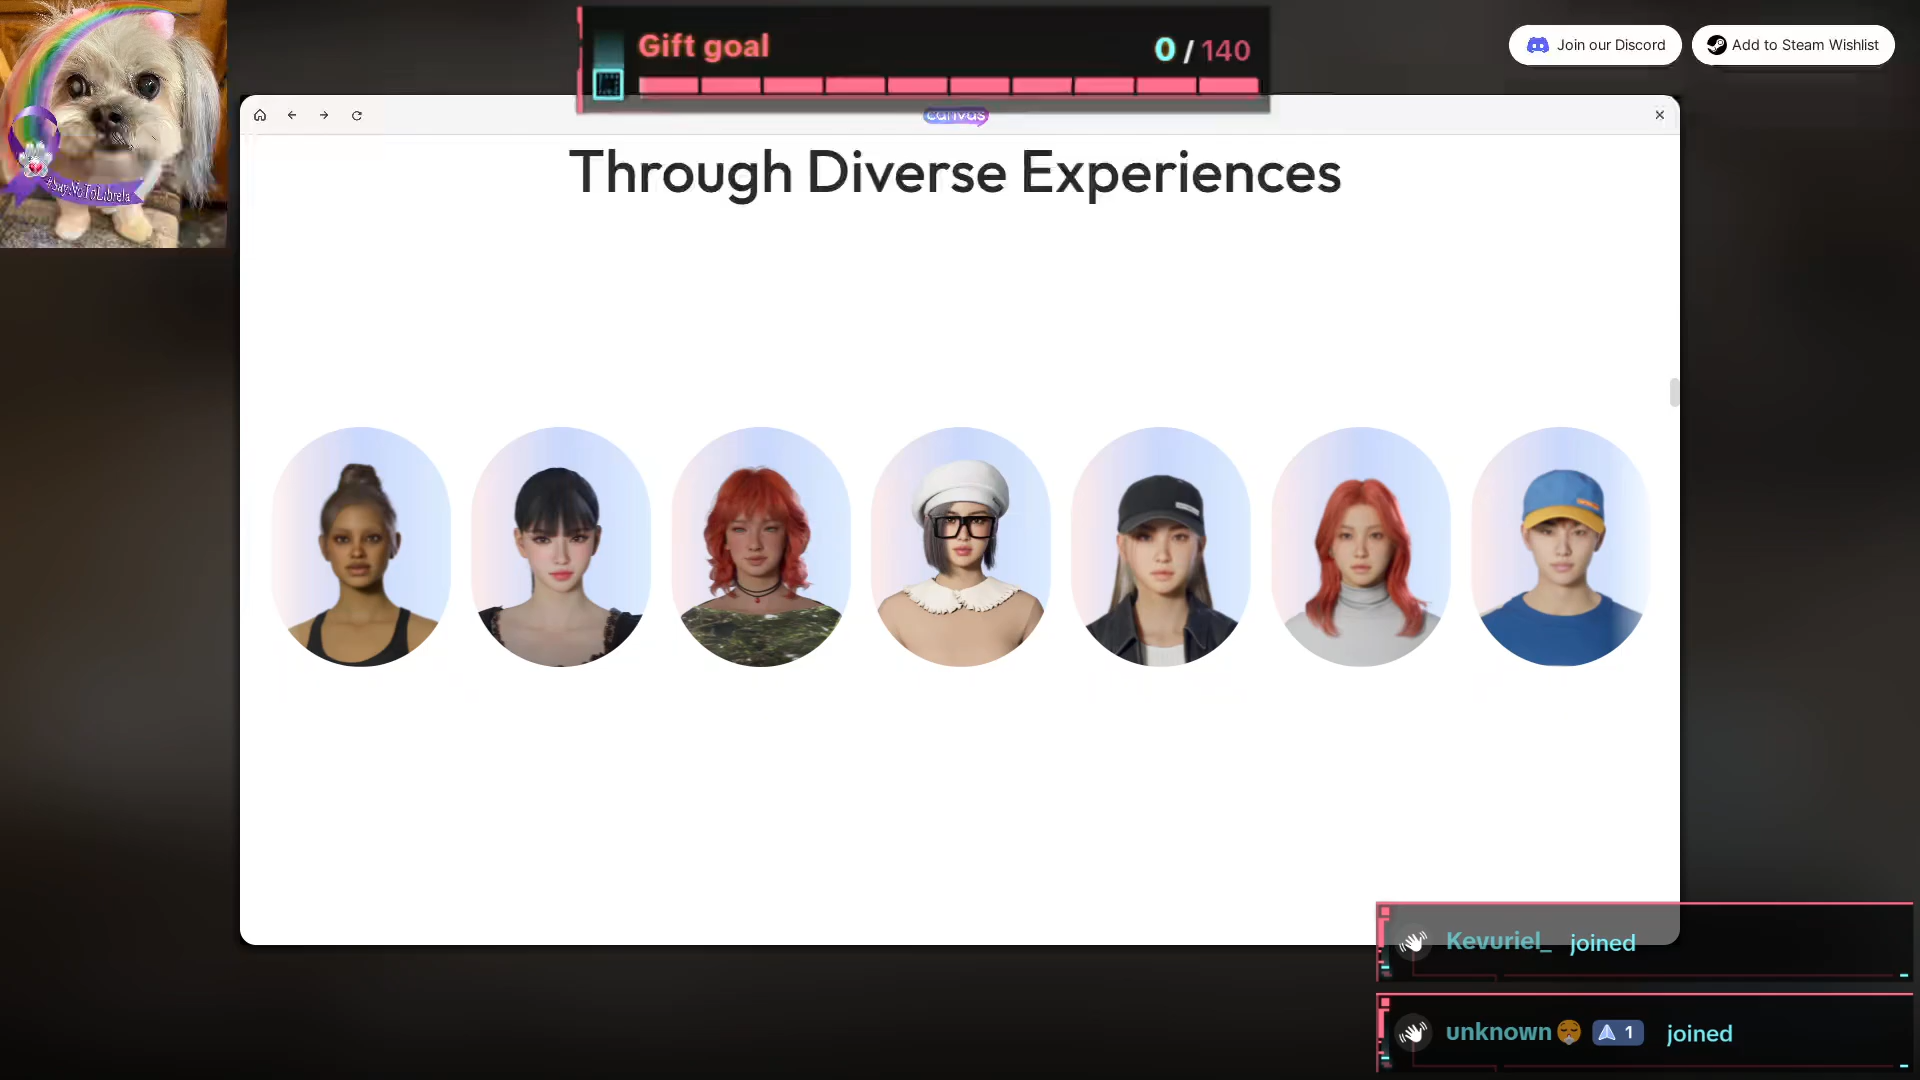 Gift goal
0 / 140
Join our Discord
Add to Steam Wishlist
canvas
#SayNoToLibrela
Through Diverse Experiences
Kevuriel_ joined
unknown 1 joined